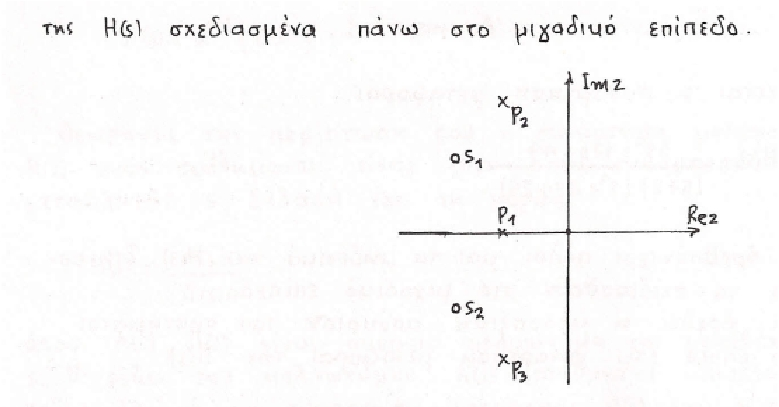 της H(s) σχεδιασμένα πάνω στο μιγαδικό επίπεδο.
Im z
x P₂
o S₁
P₁
x
Re z
o S₂
x P₃